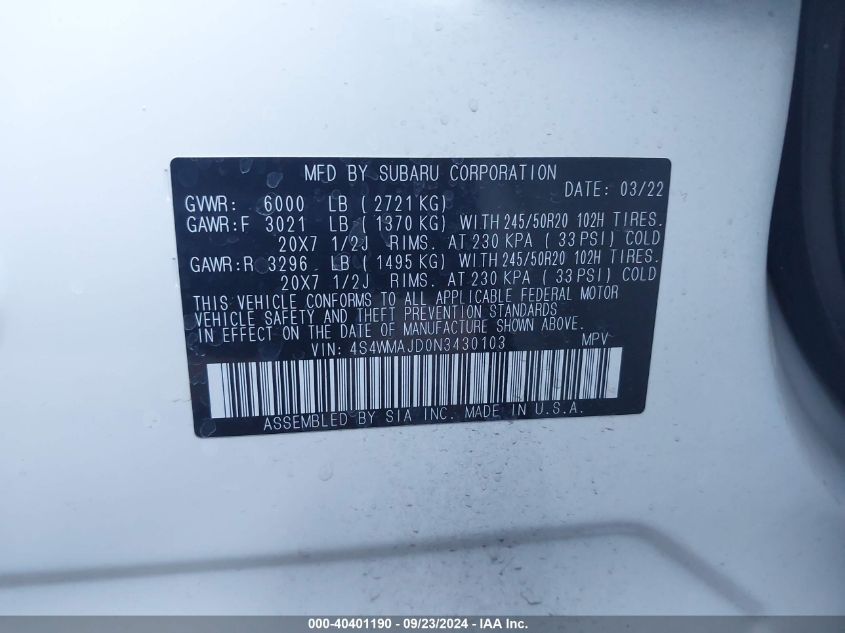 MFD BY SUBARU CORPORATION
DATE: 03/22
GVWR: 6000 LB ( 2721 KG)
GAWR:F 3021 LB ( 1370 KG) WITH 245/50R20 102H TIRES.
20X7 1/2J RIMS. AT 230 KPA ( 33 PSI) COLD
GAWR:R 3296 LB ( 1495 KG) WITH 245/50R20 102H TIRES.
20X7 1/2J RIMS. AT 230 KPA ( 33 PSI) COLD
THIS VEHICLE CONFORMS TO ALL APPLICABLE FEDERAL MOTOR
VEHICLE SAFETY AND THEFT PREVENTION STANDARDS
IN EFFECT ON THE DATE OF MANUFACTURE SHOWN ABOVE.
VIN: 4S4WMAJD0N3430103 MPV
ASSEMBLED BY SIA INC. MADE IN U.S.A.
000-40401190 - 09/23/2024 - IAA Inc.